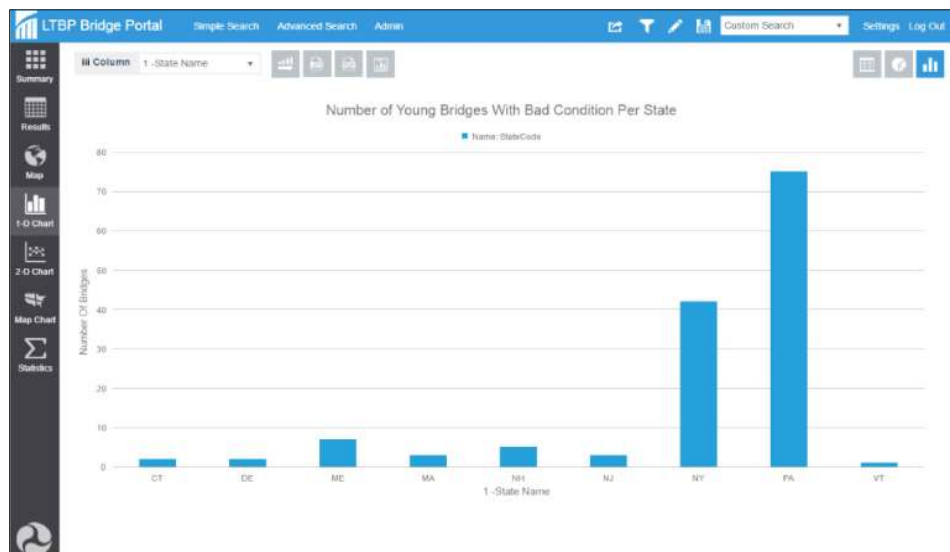 LTBP Bridge Portal Simple Search Advanced Search Admin Custom Search Settings Log Out
Column 1 -State Name
Summary
Results
Map
1-D Chart
2-D Chart
Map Chart
Statistics
Number of Young Bridges With Bad Condition Per State
Name: StateCode
Number Of Bridges
80
70
60
50
40
30
20
10
0
CT DE ME MA NH NJ NY PA VT
1 -State Name